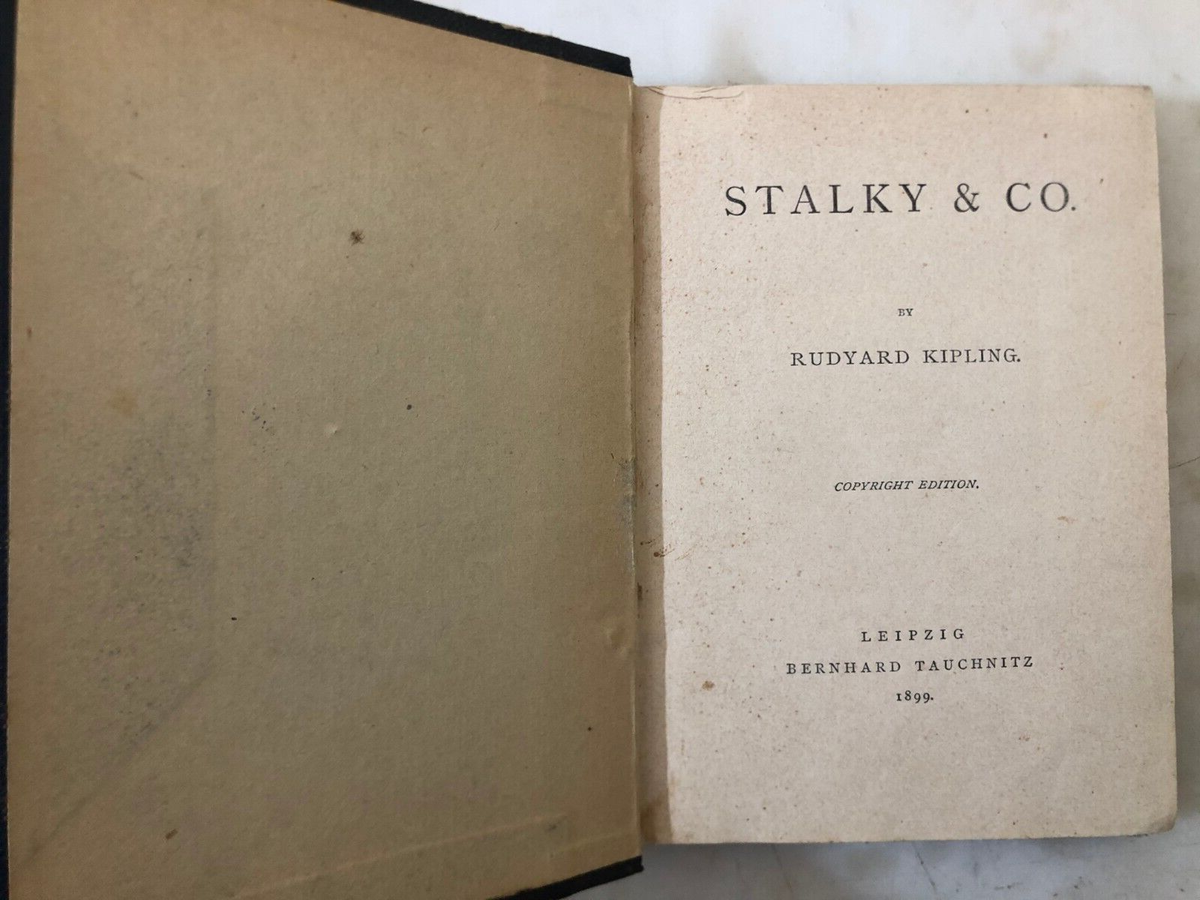 STALKY & CO.
BY
RUDYARD KIPLING.
COPYRIGHT EDITION.
LEIPZIG
BERNHARD TAUCHNITZ
1899.